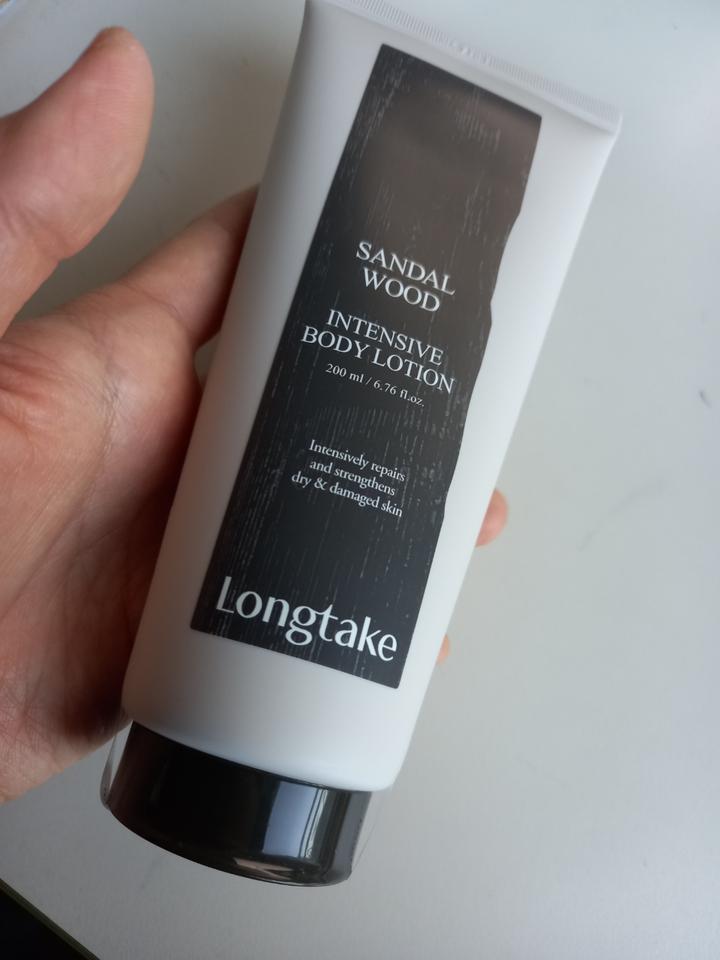 SANDAL
WOOD
INTENSIVE
BODY LOTION
200 ml / 6.76 fl.oz.
Intensively repairs
and strengthens
dry & damaged skin
Longtake